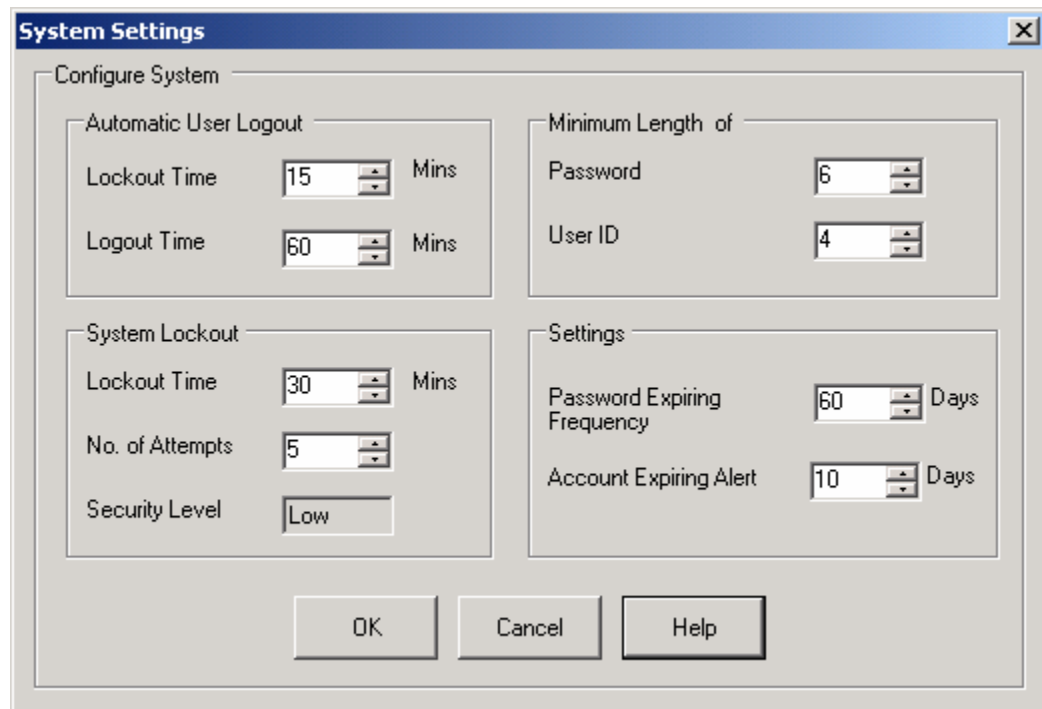 System Settings
Configure System
Automatic User Logout
Lockout Time 15 Mins
Logout Time 60 Mins
Minimum Length of
Password 6
User ID 4
System Lockout
Lockout Time 30 Mins
No. of Attempts 5
Security Level Low
Settings
Password Expiring
Frequency 60 Days
Account Expiring Alert 10 Days
OK Cancel Help